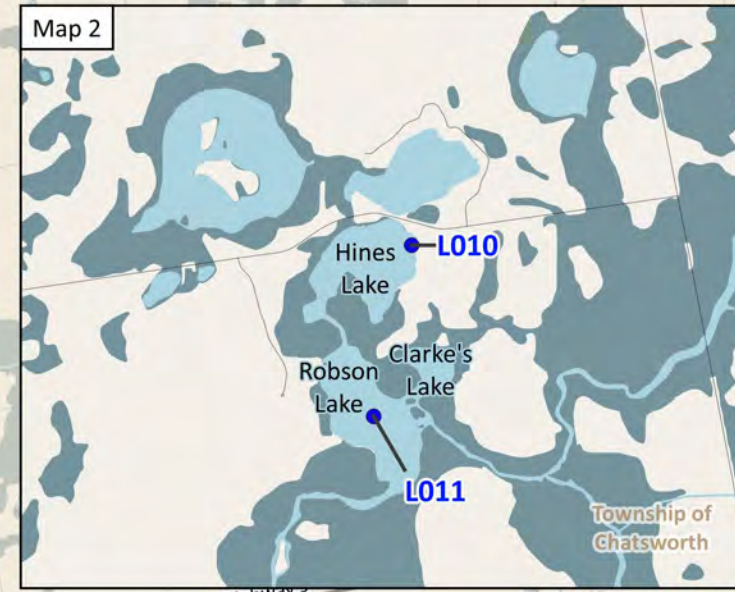 Map 2
Hines
Lake
L010
Clarke's
Lake
Robson
Lake
L011
Township of
Chatsworth